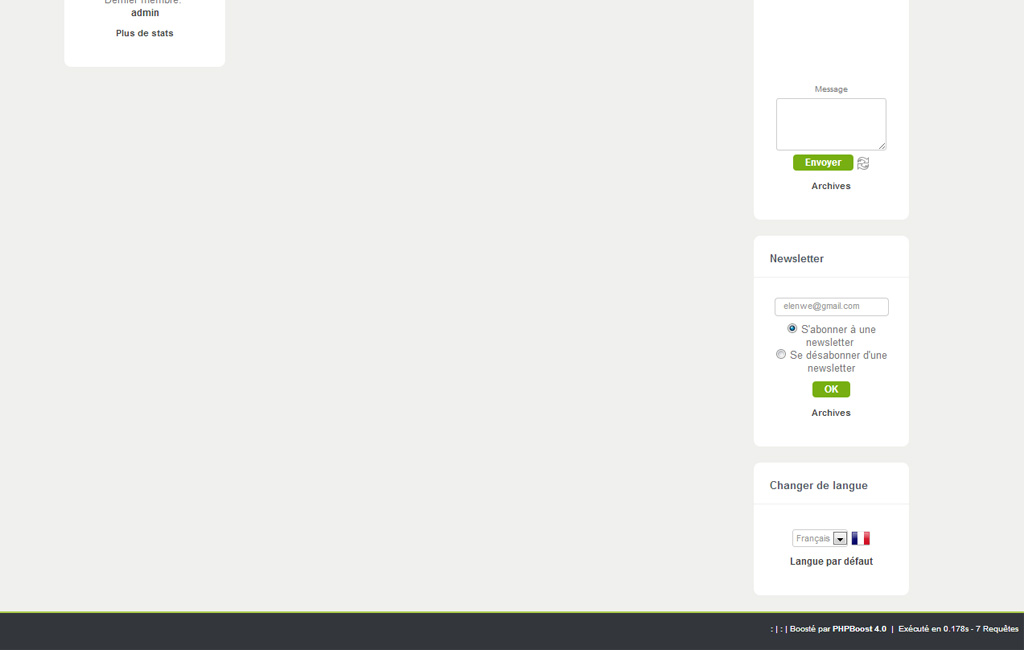 Dernier membre:
admin
Plus de stats
Message
Envoyer
Archives
Newsletter
elenwe@gmail.com
S'abonner à une
newsletter
Se désabonner d'une
newsletter
OK
Archives
Changer de langue
Français
Langue par défaut
: | : | Boosté par PHPBoost 4.0 | Exécuté en 0.178s - 7 Requêtes